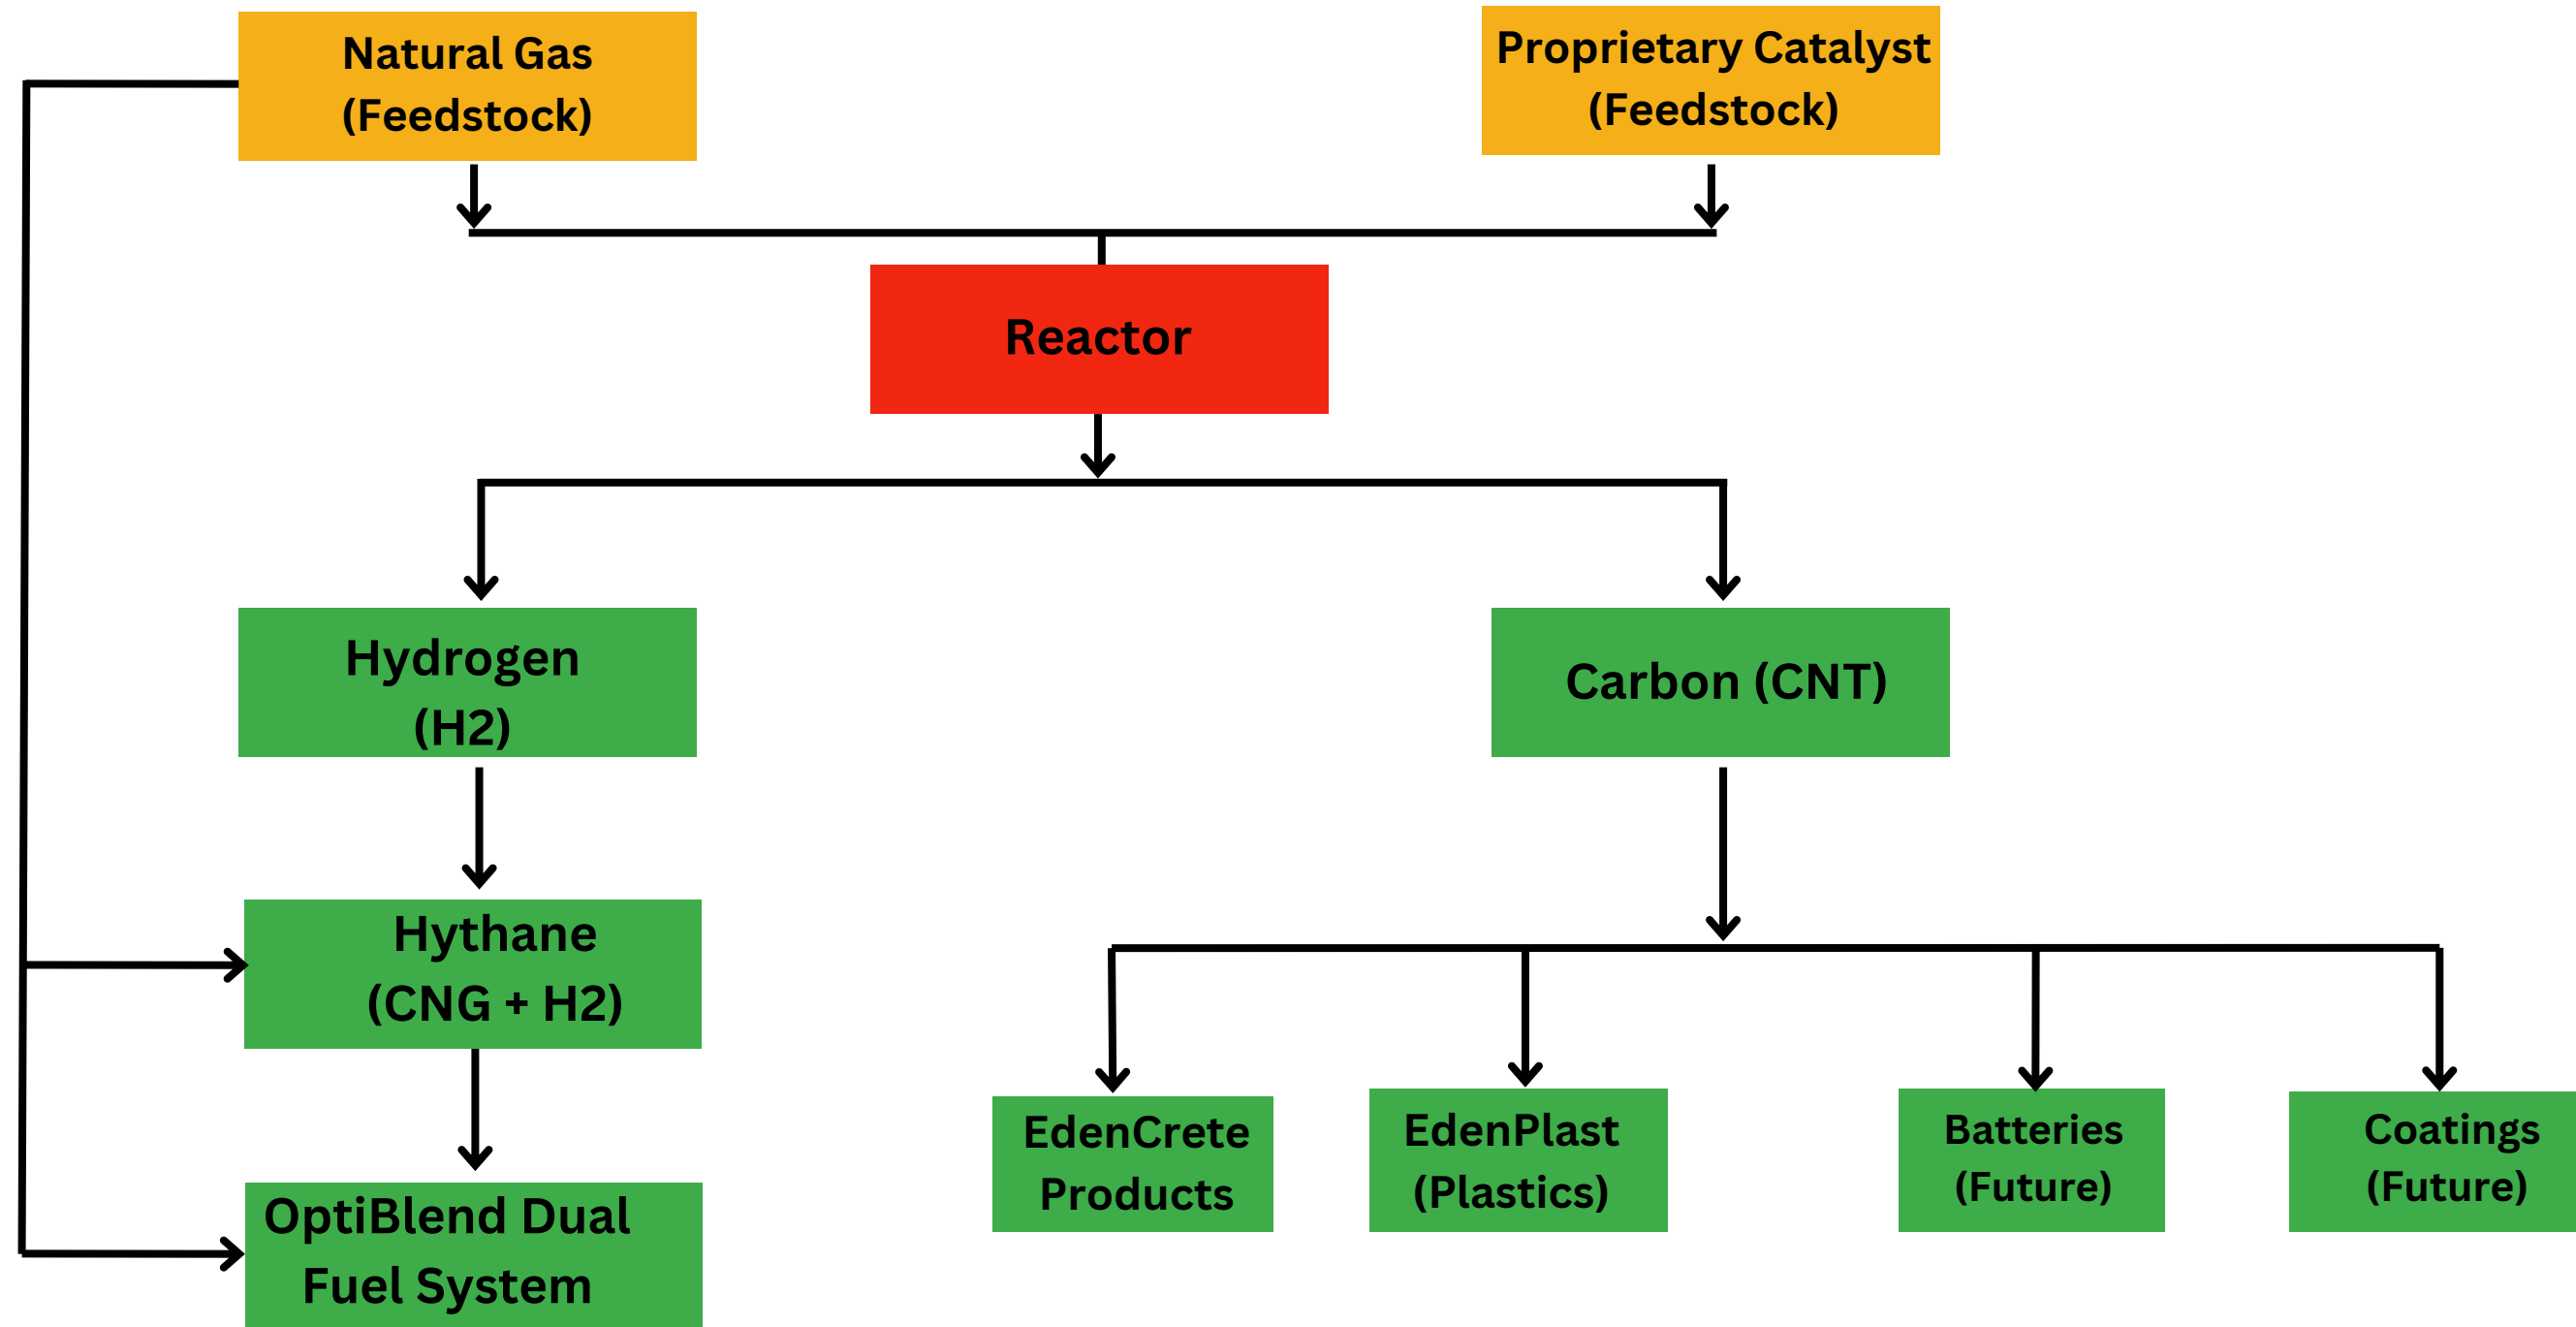 Natural Gas
(Feedstock)
Proprietary Catalyst
(Feedstock)
Reactor
Hydrogen
(H2)
Carbon (CNT)
Hythane
(CNG + H2)
EdenCrete
Products
EdenPlast
(Plastics)
Batteries
(Future)
Coatings
(Future)
OptiBlend Dual
Fuel System